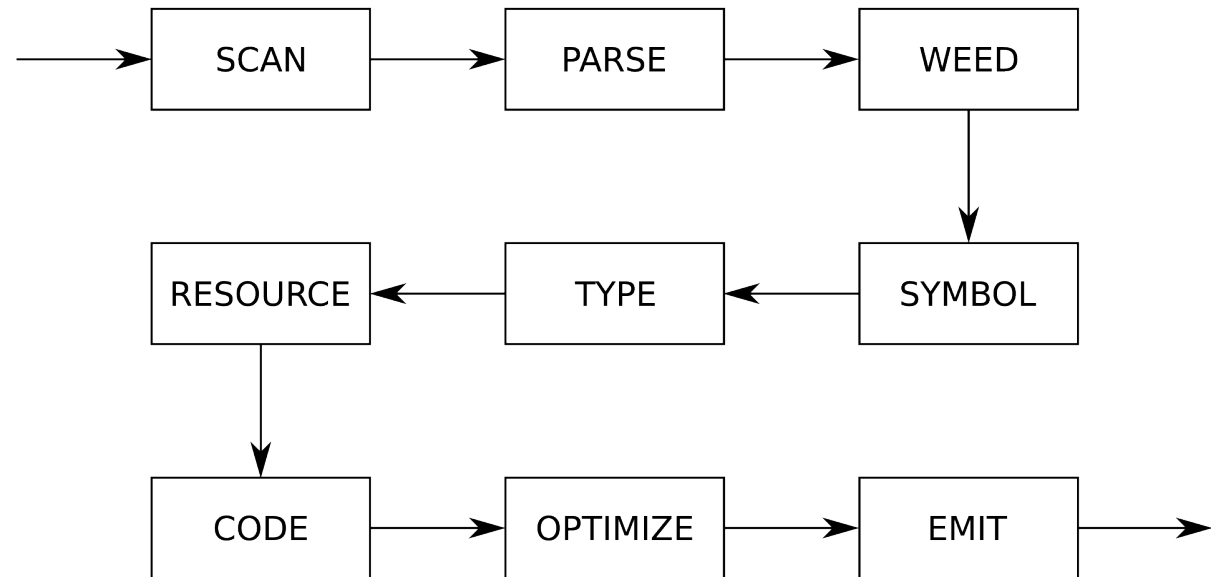 SCAN
PARSE
WEED
RESOURCE
TYPE
SYMBOL
CODE
OPTIMIZE
EMIT